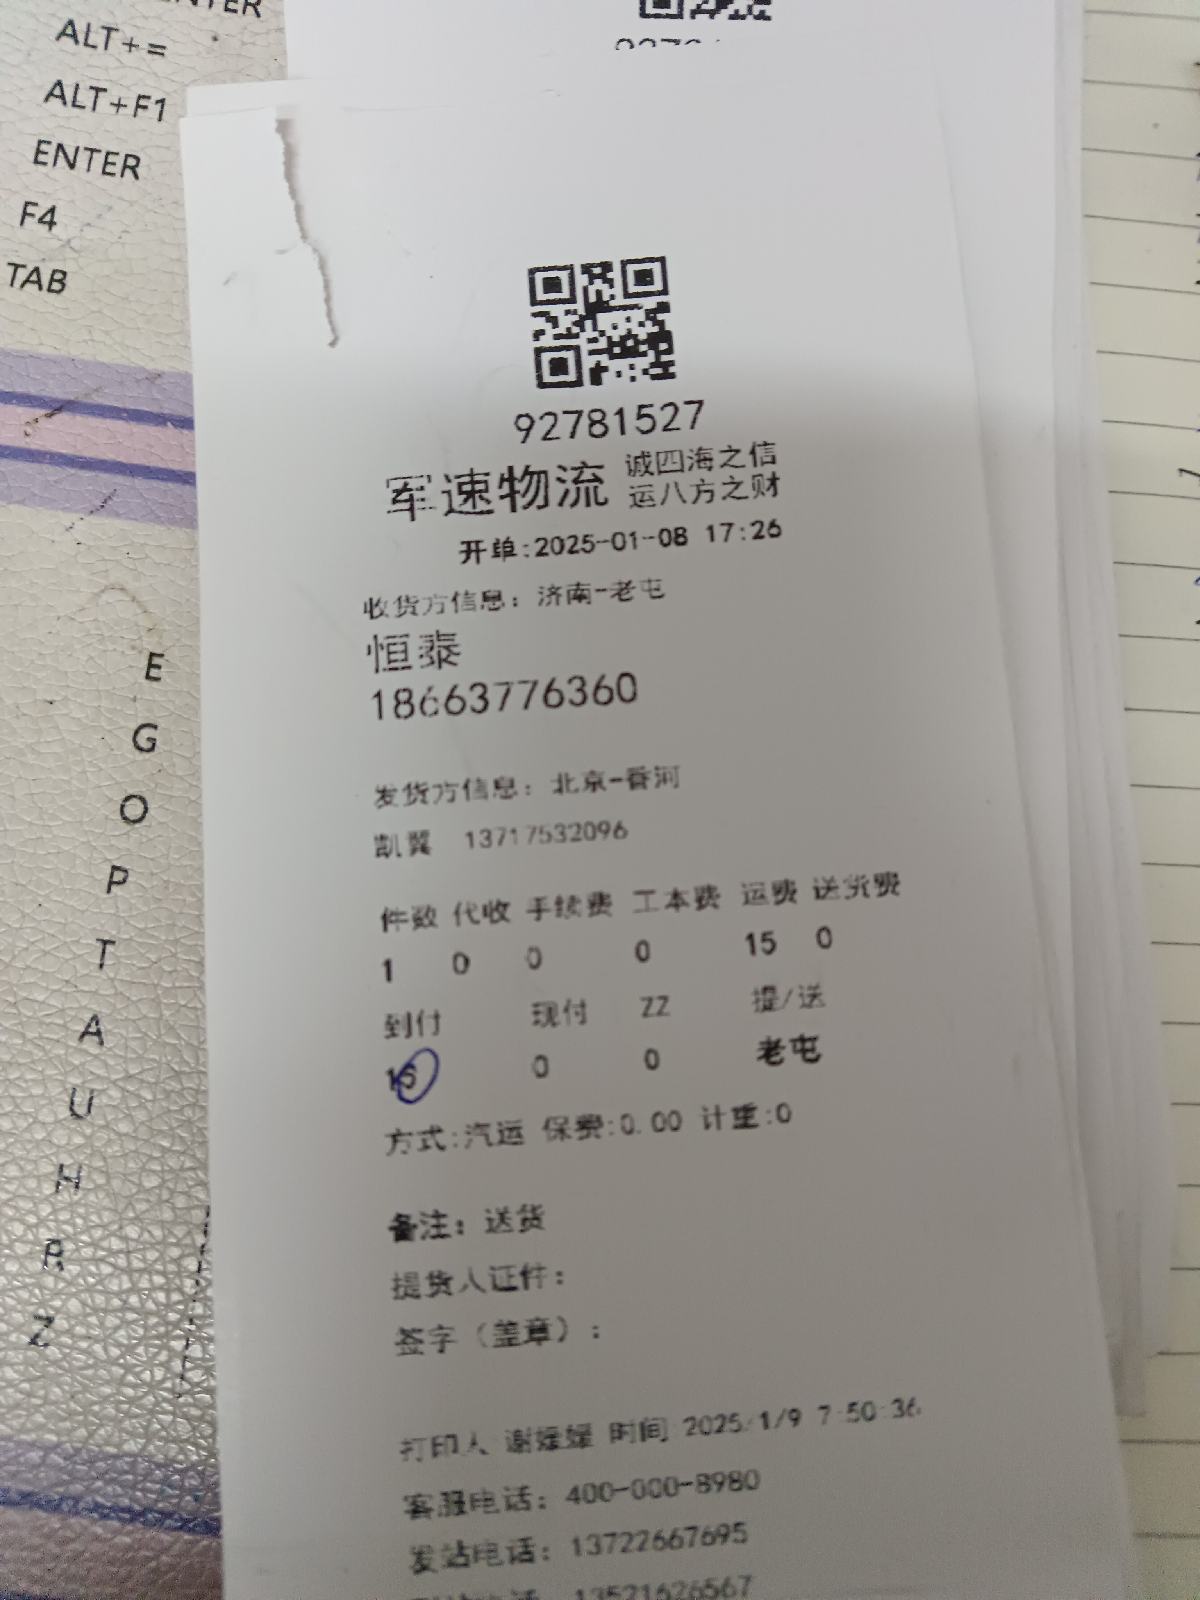 ENTER
ALT+=
ALT+F1
ENTER
F4
TAB
E
G
O
P
T
A
U
H
R
Z
92781527
军速物流 诚四海之信
运八方之财
开单:2025-01-08 17:26
收货方信息：济南-老屯
恒泰
18663776360
发货方信息：北京-香河
凯翼 13717532096
件数 代收 手续费 工本费 运费 送货费
1 0 0 0 15 0
到付 现付 ZZ 提/送
15 0 0 老屯
方式:汽运 保费:0.00 计重:0
备注：送货
提货人证件：
签字（盖章）：
打印人 谢媛媛 时间 2025/1/9 7:50:36
客服电话：400-000-8980
发站电话：13722667695
13521626567